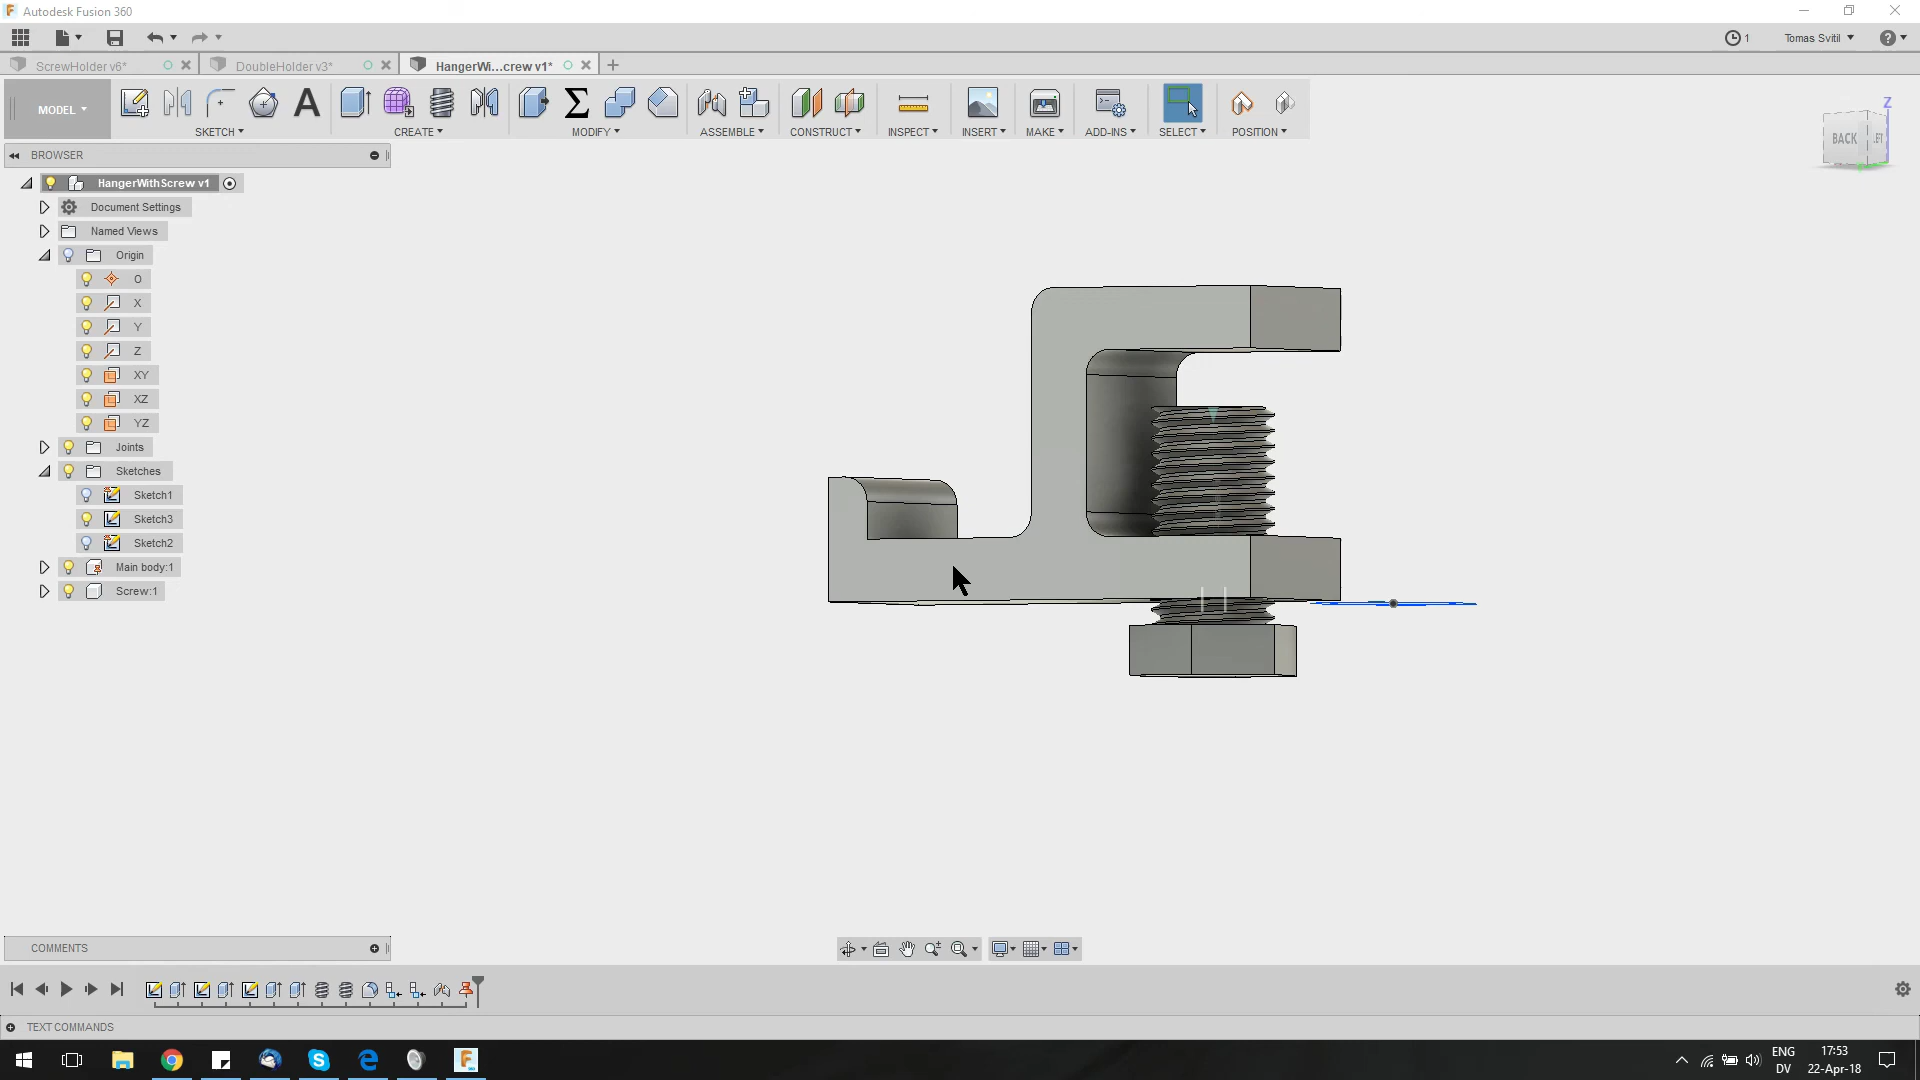 Autodesk Fusion 360
1
Tomas Svitil
ScrewHolder v6*
DoubleHolder v3*
HangerWi...crew v1*
MODEL
SKETCH
CREATE
MODIFY
ASSEMBLE
CONSTRUCT
INSPECT
INSERT
MAKE
ADD-INS
SELECT
POSITION
Z
BACK
BROWSER
HangerWithScrew v1
Document Settings
Named Views
Origin
O
X
Y
Z
XY
XZ
YZ
Joints
Sketches
Sketch1
Sketch3
Sketch2
Main body:1
Screw:1
COMMENTS
TEXT COMMANDS
ENG
DV
17:53
22-Apr-18